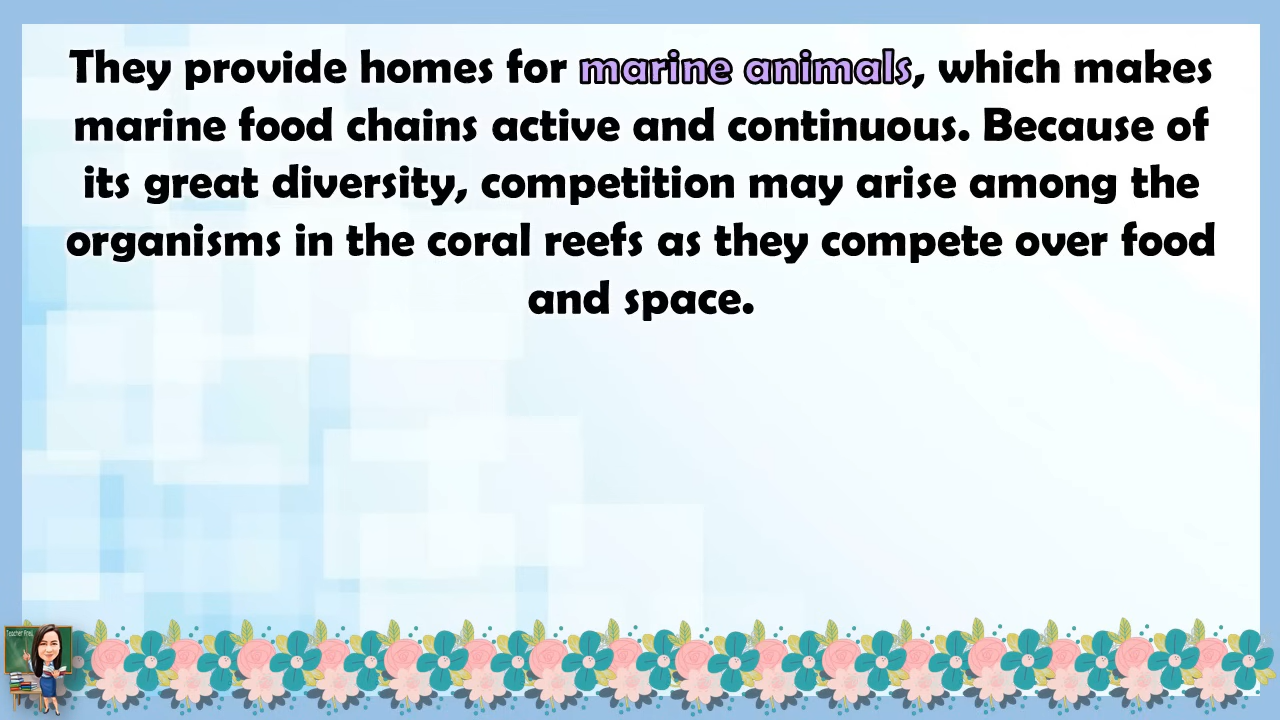 They provide homes for marine animals, which makes
marine food chains active and continuous. Because of
its great diversity, competition may arise among the
organisms in the coral reefs as they compete over food
and space.